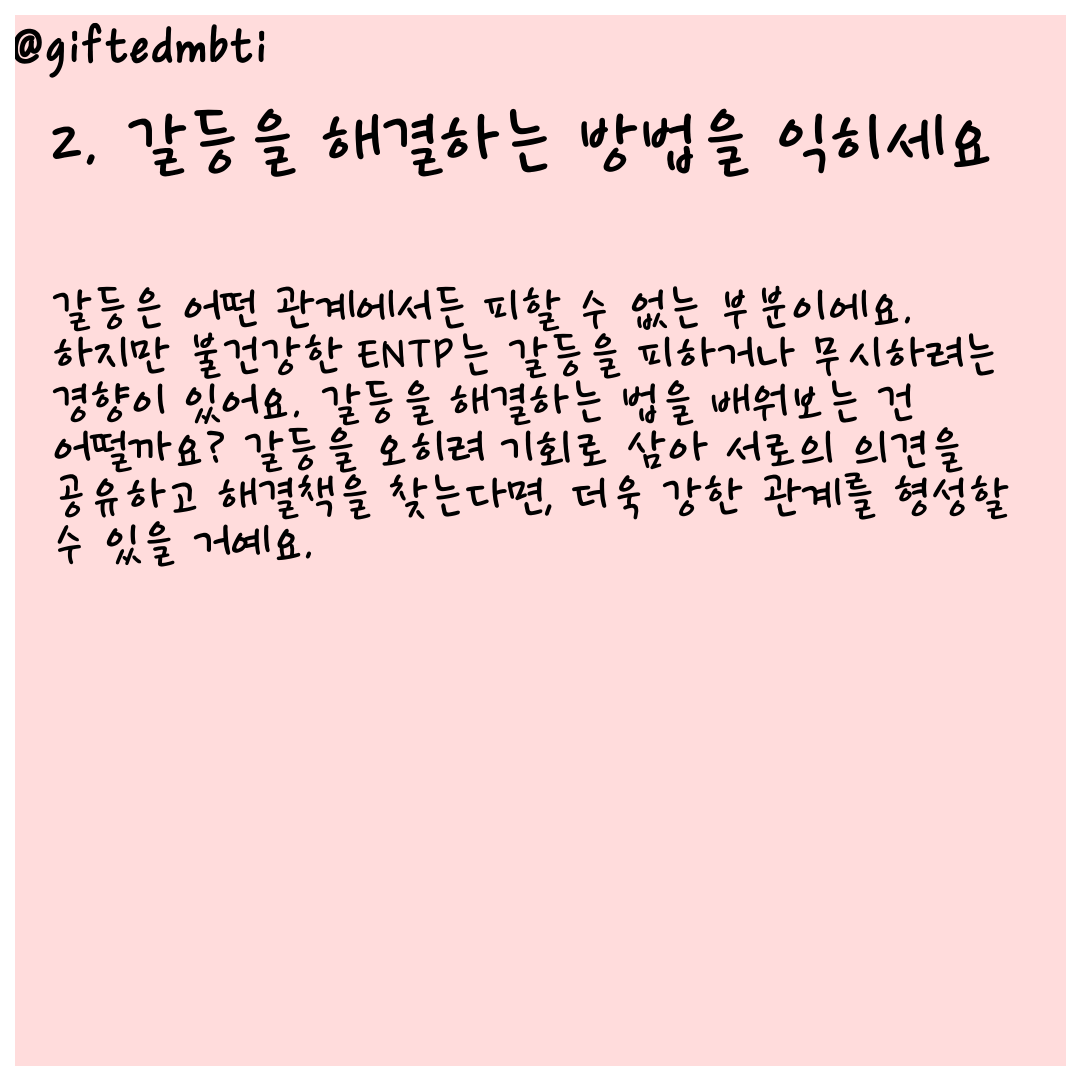 @giftedmbti
2. 갈등을 해결하는 방법을 익히세요
갈등은 어떤 관계에서든 피할 수 없는 부분이에요.
하지만 불건강한 ENTP는 갈등을 피하거나 무시하려는
경향이 있어요. 갈등을 해결하는 법을 배워보는 건
어떨까요? 갈등을 오히려 기회로 삼아 서로의 의견을
공유하고 해결책을 찾는다면, 더욱 강한 관계를 형성할
수 있을 거예요.